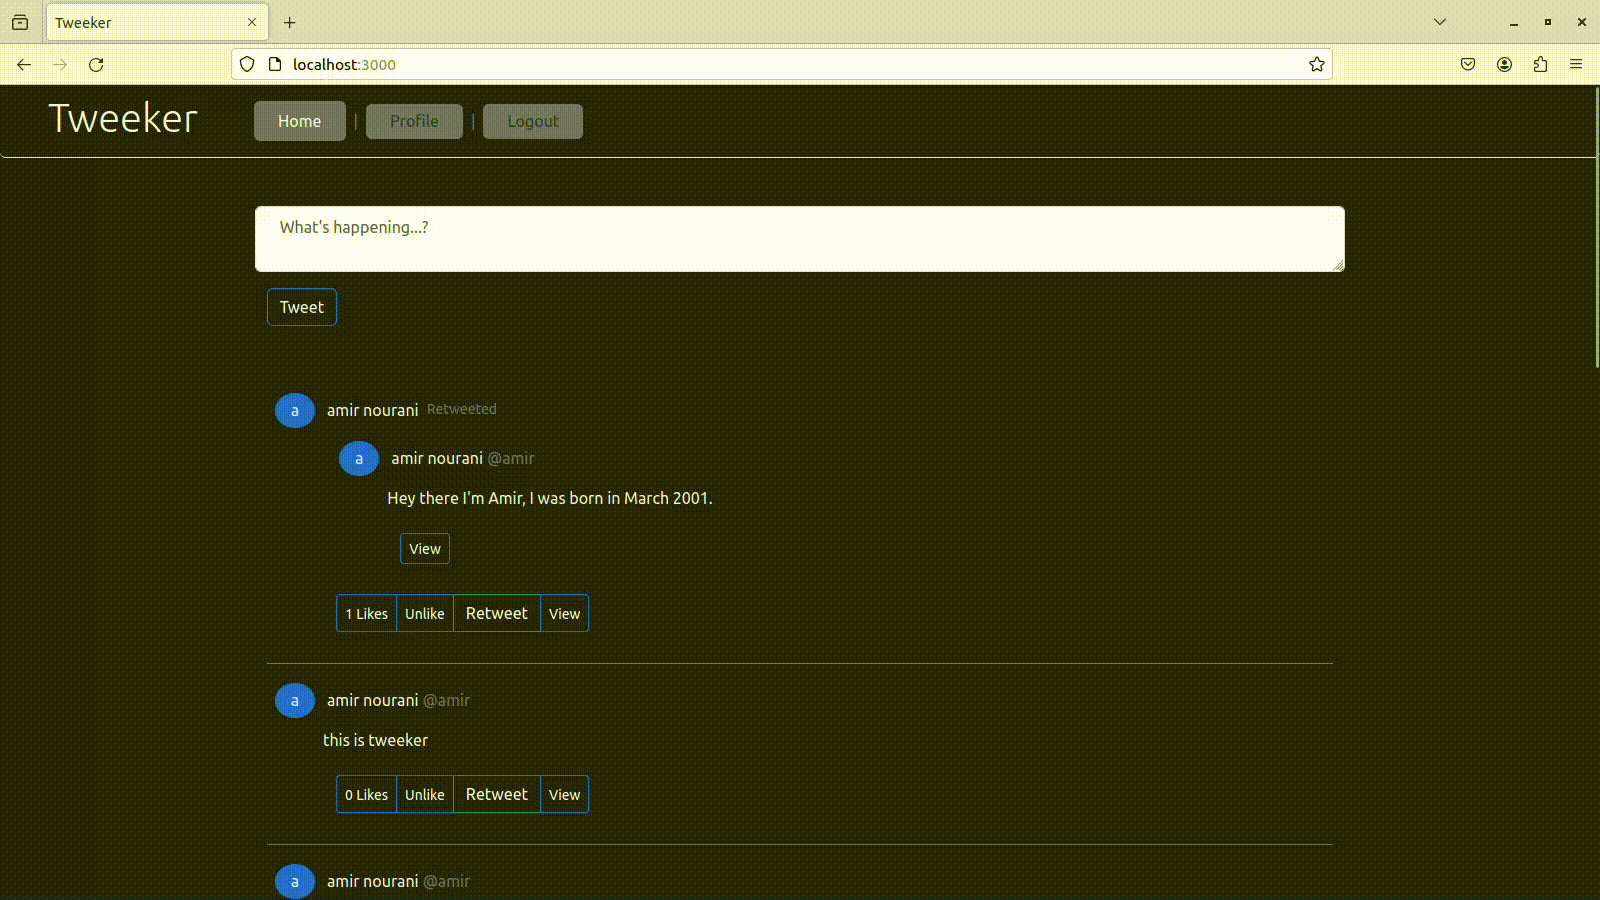 Tweeker
localhost:3000
Tweeker Home | Profile | Logout
What's happening...?
Tweet
a amir nourani Retweeted
a amir nourani @amir
Hey there I'm Amir, I was born in March 2001.
View
1 Likes Unlike Retweet View
a amir nourani @amir
this is tweeker
0 Likes Unlike Retweet View
a amir nourani @amir